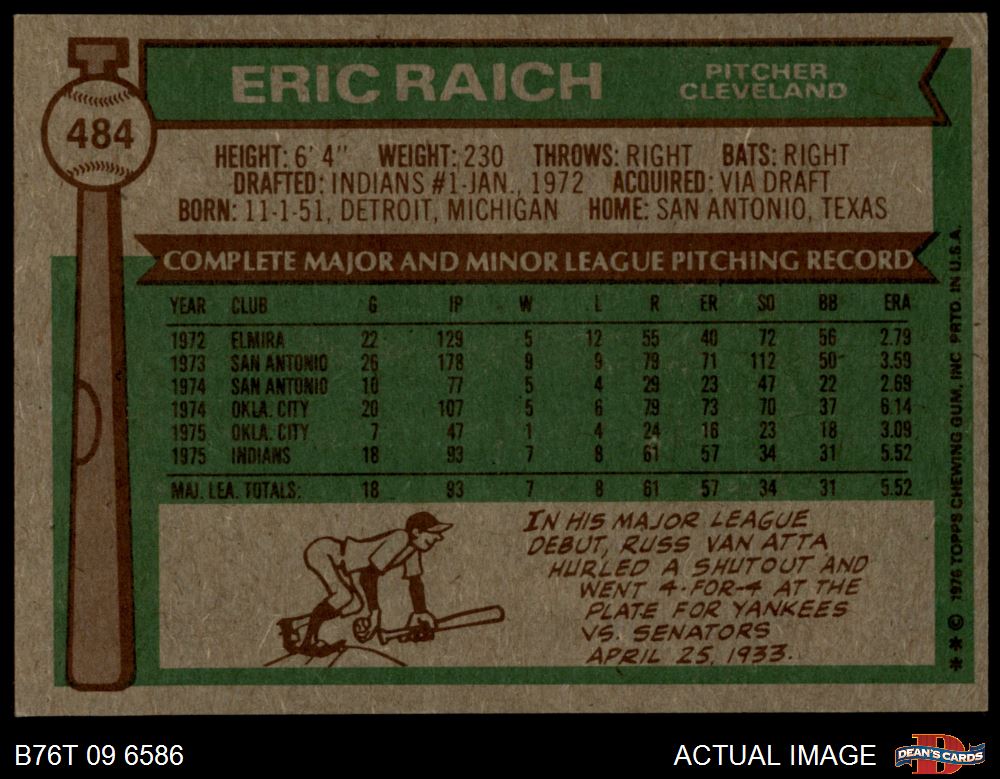 484
ERIC RAICH
PITCHER
CLEVELAND
HEIGHT: 6' 4" WEIGHT: 230 THROWS: RIGHT BATS: RIGHT
DRAFTED: INDIANS #1-JAN., 1972 ACQUIRED: VIA DRAFT
BORN: 11-1-51, DETROIT, MICHIGAN HOME: SAN ANTONIO, TEXAS
COMPLETE MAJOR AND MINOR LEAGUE PITCHING RECORD
YEAR CLUB G IP W L R ER SO BB ERA
1972 ELMIRA 22 129 5 12 55 40 72 56 2.79
1973 SAN ANTONIO 26 178 9 9 79 71 112 50 3.59
1974 SAN ANTONIO 10 77 5 4 29 23 47 22 2.69
1974 OKLA. CITY 20 107 5 6 79 73 70 37 6.14
1975 OKLA. CITY 7 47 1 4 24 16 23 18 3.09
1975 INDIANS 18 93 7 8 61 57 34 31 5.52
MAJ. LEA. TOTALS: 18 93 7 8 61 57 34 31 5.52
IN HIS MAJOR LEAGUE
DEBUT, RUSS VAN ATTA
HURLED A SHUTOUT AND
WENT 4-FOR-4 AT THE
PLATE FOR YANKEES
VS. SENATORS
APRIL 25, 1933.
** © 1976 TOPPS CHEWING GUM, INC. PRTD. IN U.S.A.
B76T 09 6586
ACTUAL IMAGE
DEAN'S CARDS